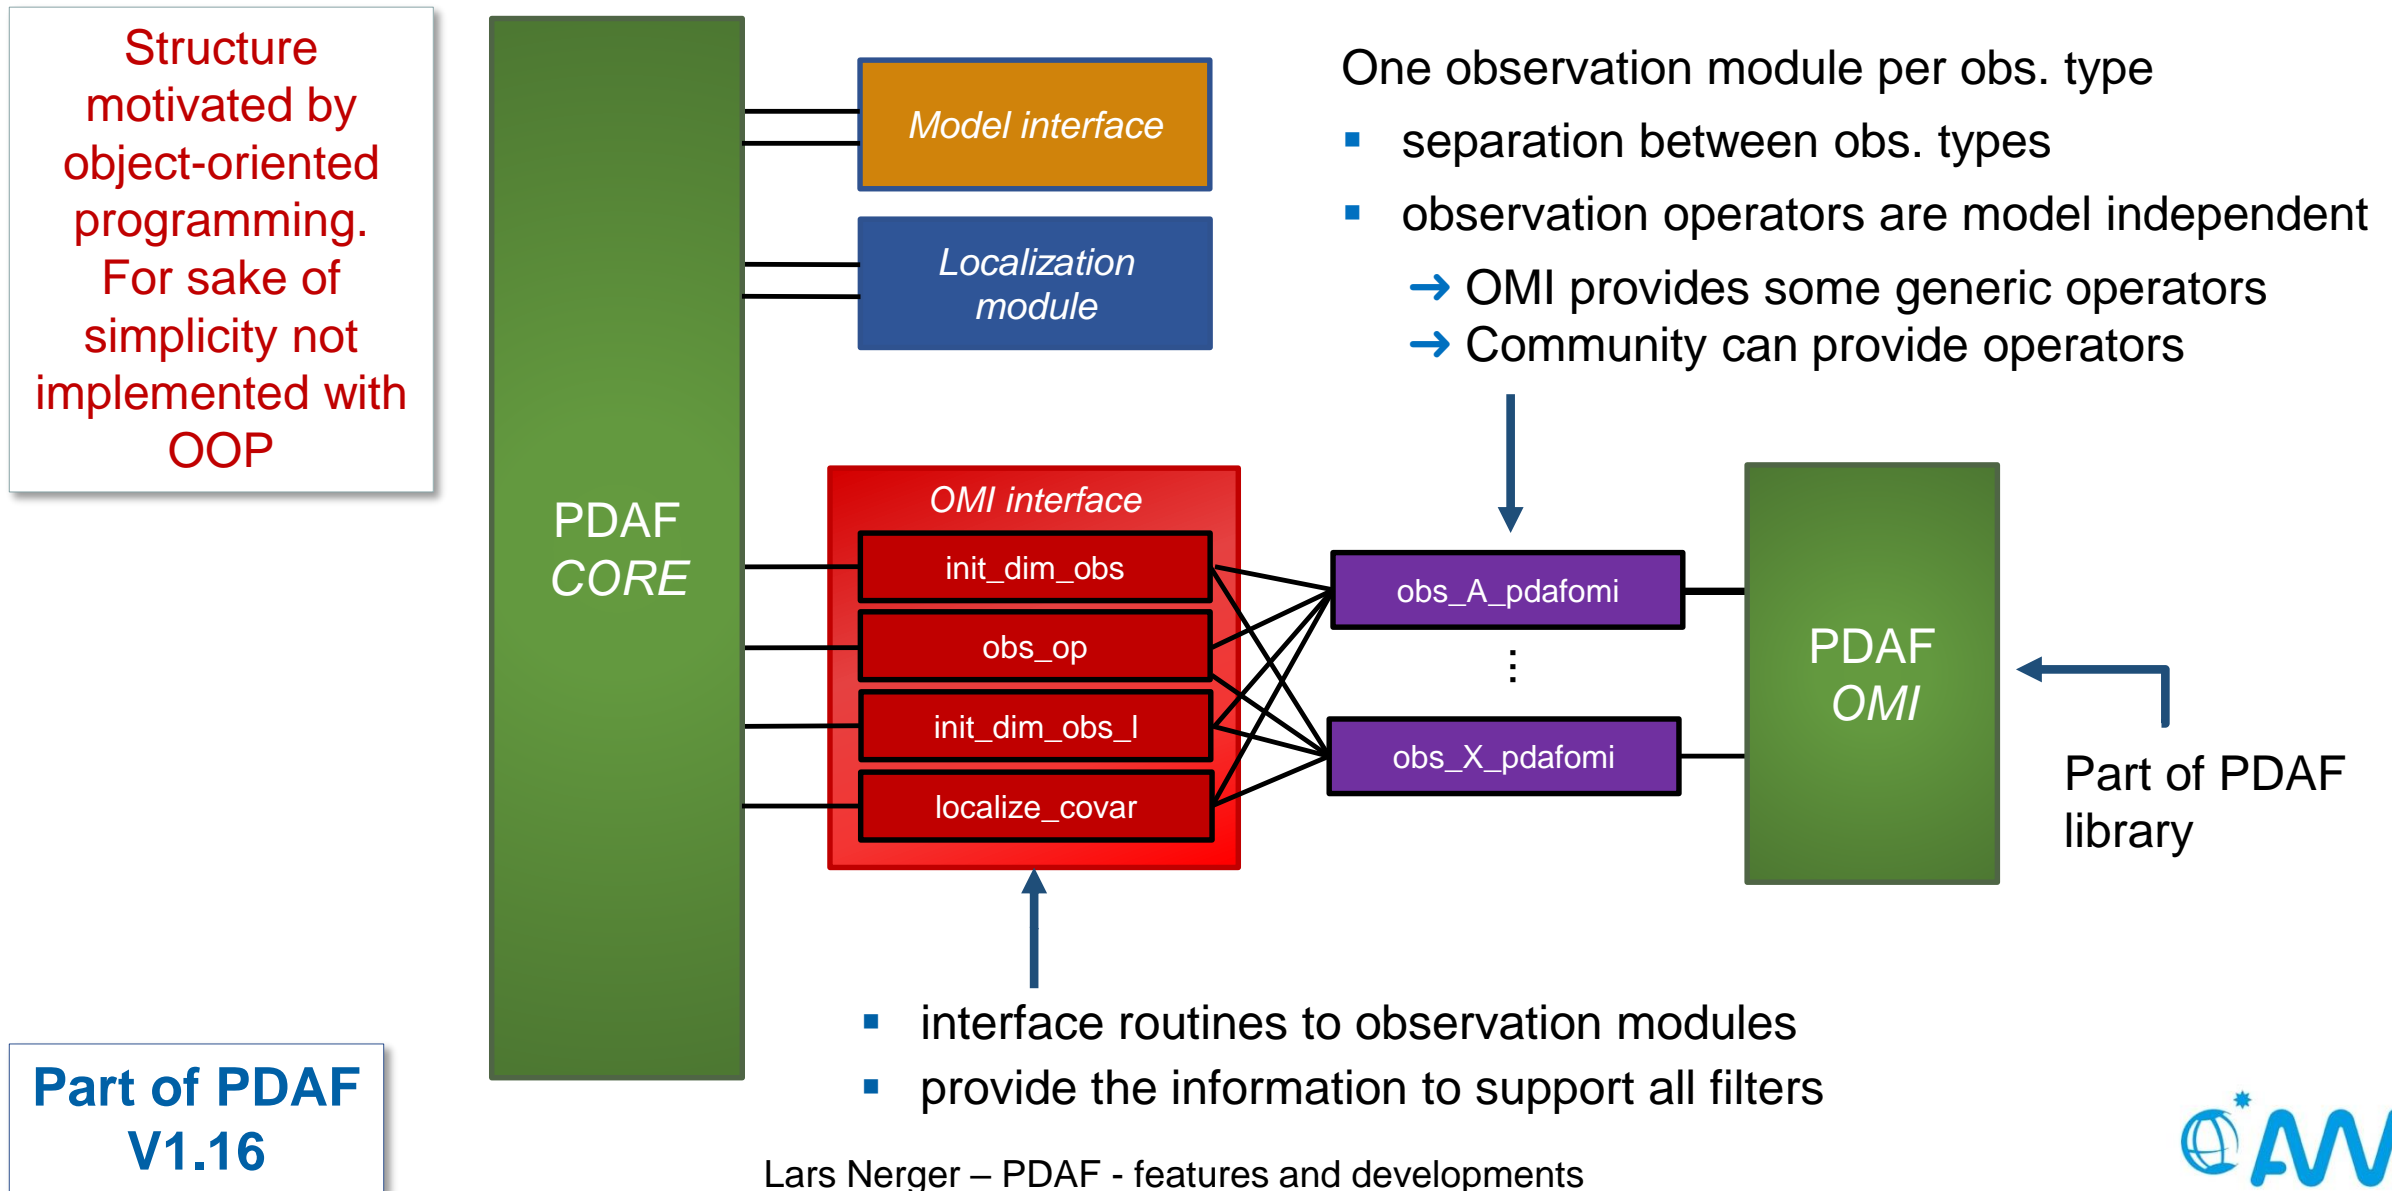 Structure
motivated by
object-oriented
programming.
For sake of
simplicity not
implemented with
OOP
PDAF
CORE
Model interface
Localization
module
One observation module per obs. type
▪ separation between obs. types
▪ observation operators are model independent
➔ OMI provides some generic operators
➔ Community can provide operators
OMI interface
init_dim_obs
obs_op
init_dim_obs_l
localize_covar
obs_A_pdafomi
...
obs_X_pdafomi
PDAF
OMI
Part of PDAF
library
▪ interface routines to observation modules
▪ provide the information to support all filters
Part of PDAF
V1.16
Lars Nerger – PDAF - features and developments
AW